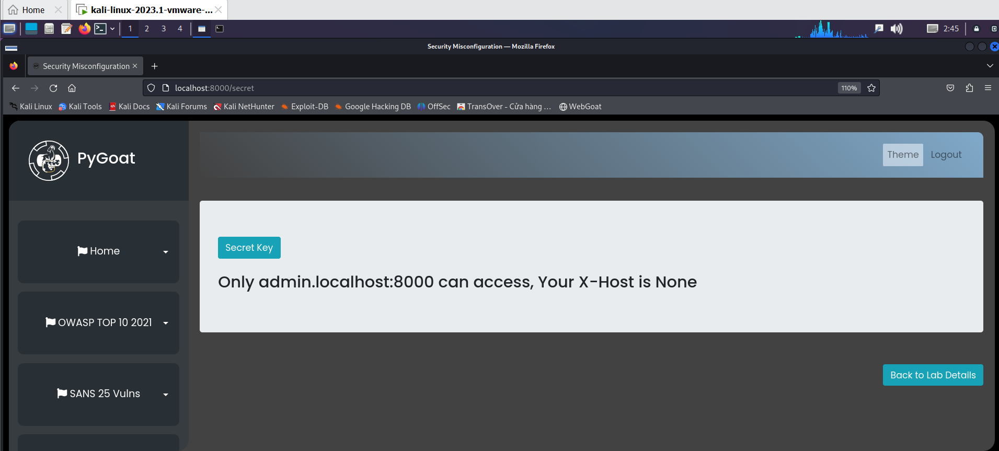 Home
kali-linux-2023.1-vmware-...
1 2 3 4
2:45
Security Misconfiguration — Mozilla Firefox
Security Misconfiguration
localhost:8000/secret
110%
Kali Linux Kali Tools Kali Docs Kali Forums Kali NetHunter Exploit-DB Google Hacking DB OffSec TransOver - Cửa hàng ... WebGoat
PyGoat
Theme Logout
Home
OWASP TOP 10 2021
SANS 25 Vulns
Secret Key
Only admin.localhost:8000 can access, Your X-Host is None
Back to Lab Details